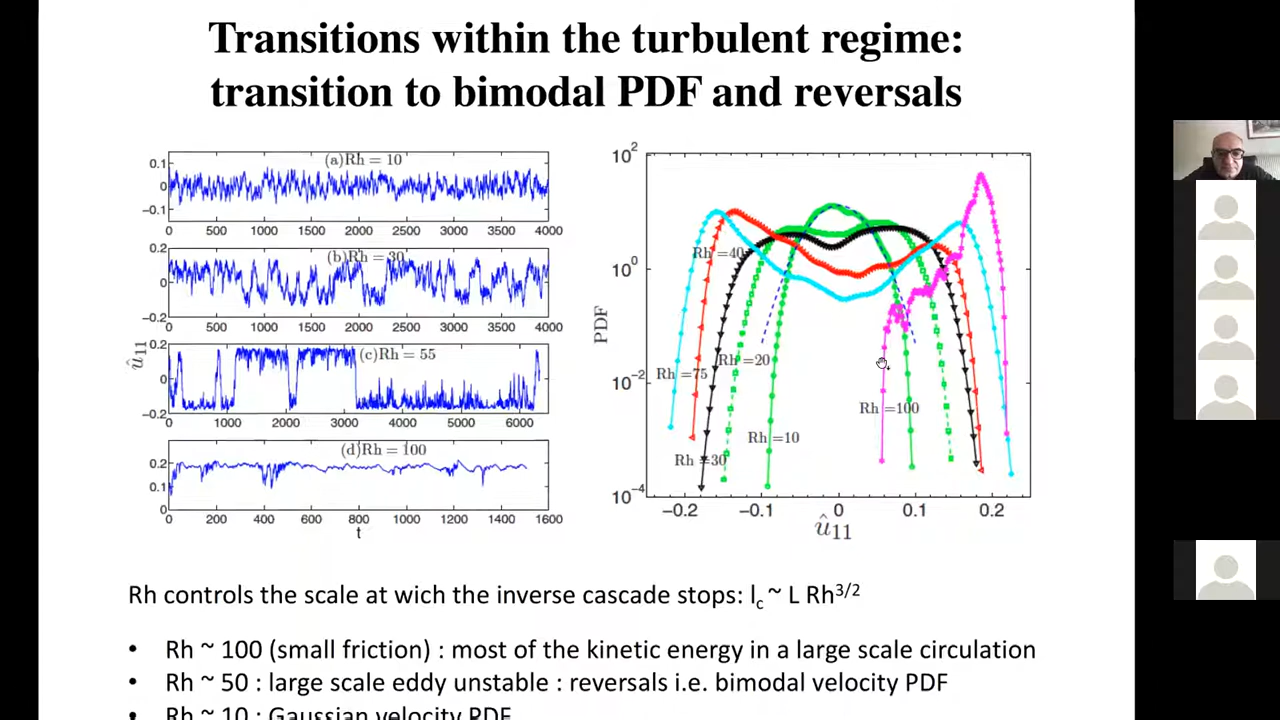 Transitions within the turbulent regime:
transition to bimodal PDF and reversals
(a)Rh = 10
0.1
0
-0.1
0 500 1000 1500 2000 2500 3000 3500 4000
(b)Rh = 30
0.2
0
-0.2
0 500 1000 1500 2000 2500 3000 3500 4000
û11
(c)Rh = 55
0.2
0
-0.2
0 1000 2000 3000 4000 5000 6000
(d)Rh = 100
0.2
0.1
0
0 200 400 600 800 1000 1200 1400 1600
t
PDF
10²
10⁰
10⁻²
10⁻⁴
Rh =40
Rh =20
Rh =75
Rh =100
Rh =10
Rh =30
−0.2 −0.1 0 0.1 0.2
û11
Rh controls the scale at wich the inverse cascade stops: lc ~ L Rh3/2
• Rh ~ 100 (small friction) : most of the kinetic energy in a large scale circulation
• Rh ~ 50 : large scale eddy unstable : reversals i.e. bimodal velocity PDF
• Rh ~ 10 : Gaussian velocity PDF